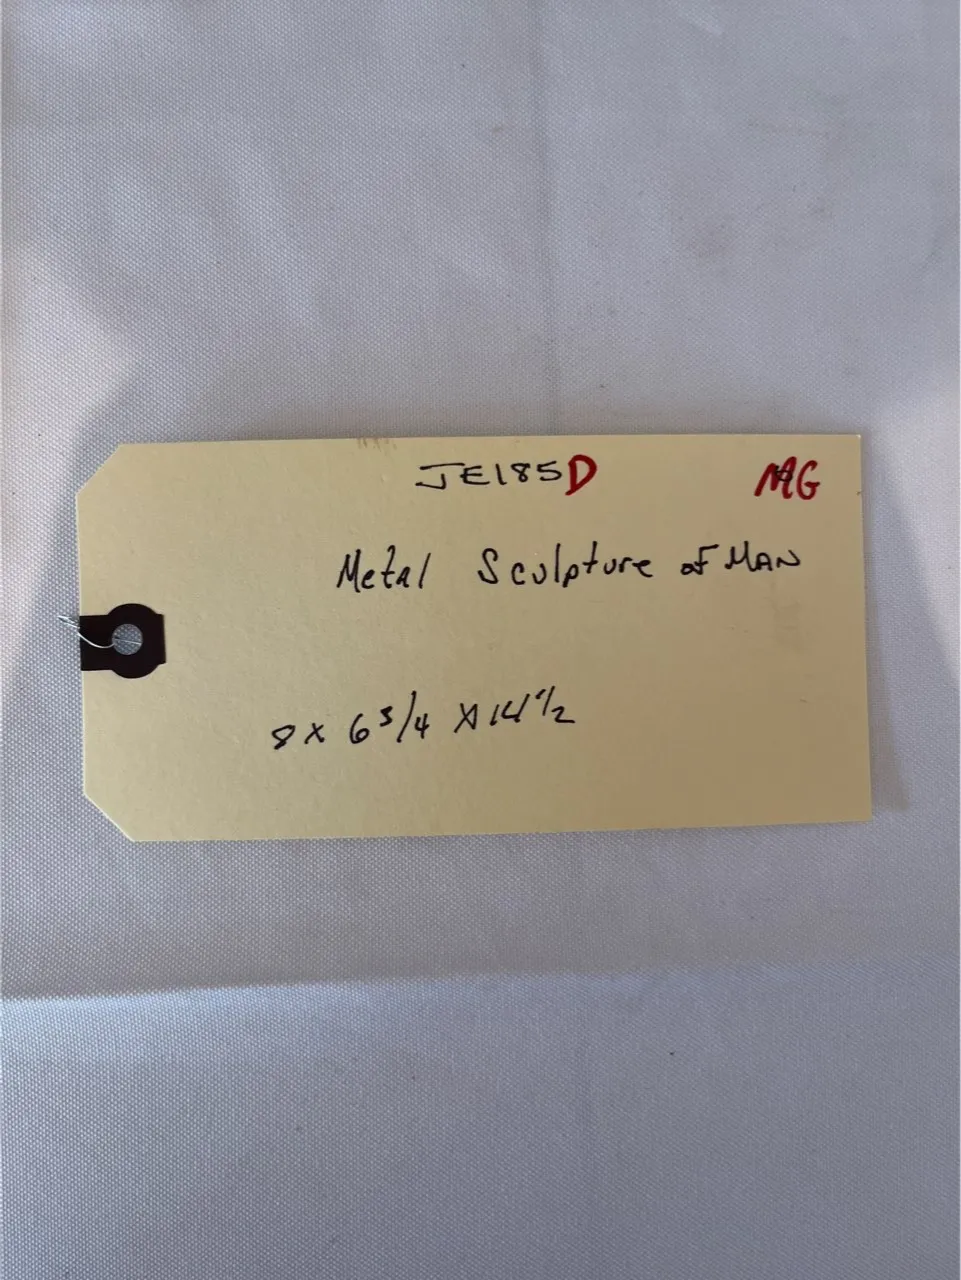 JE185D MG
Metal Sculpture of MAN
8 x 6 3/4 x 14 1/2